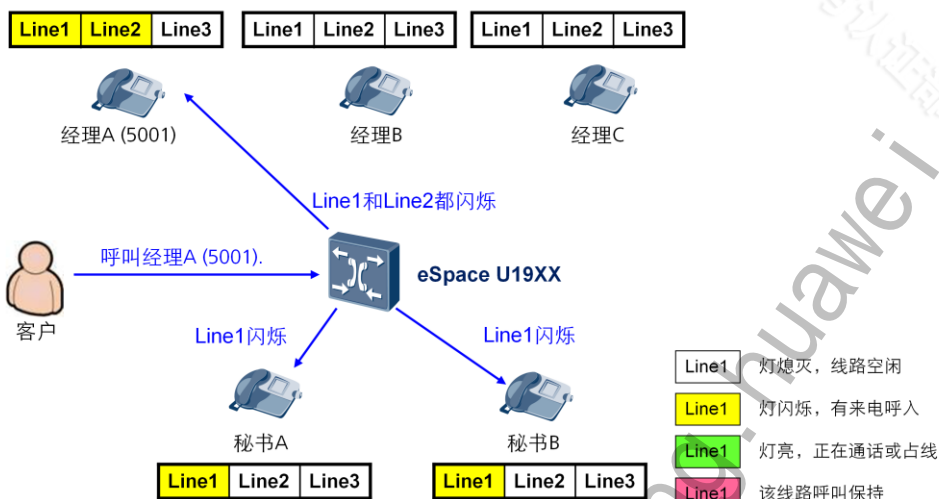 Line1 Line2 Line3
Line1 Line2 Line3
Line1 Line2 Line3
经理A (5001)
经理B
经理C
Line1和Line2都闪烁
呼叫经理A (5001).
eSpace U19XX
客户
Line1闪烁
Line1闪烁
秘书A
秘书B
Line1 Line2 Line3
Line1 Line2 Line3
Line1 灯熄灭，线路空闲
Line1 灯闪烁，有来电呼入
Line1 灯亮，正在通话或占线
Line1 该线路呼叫保持
ng.huawei